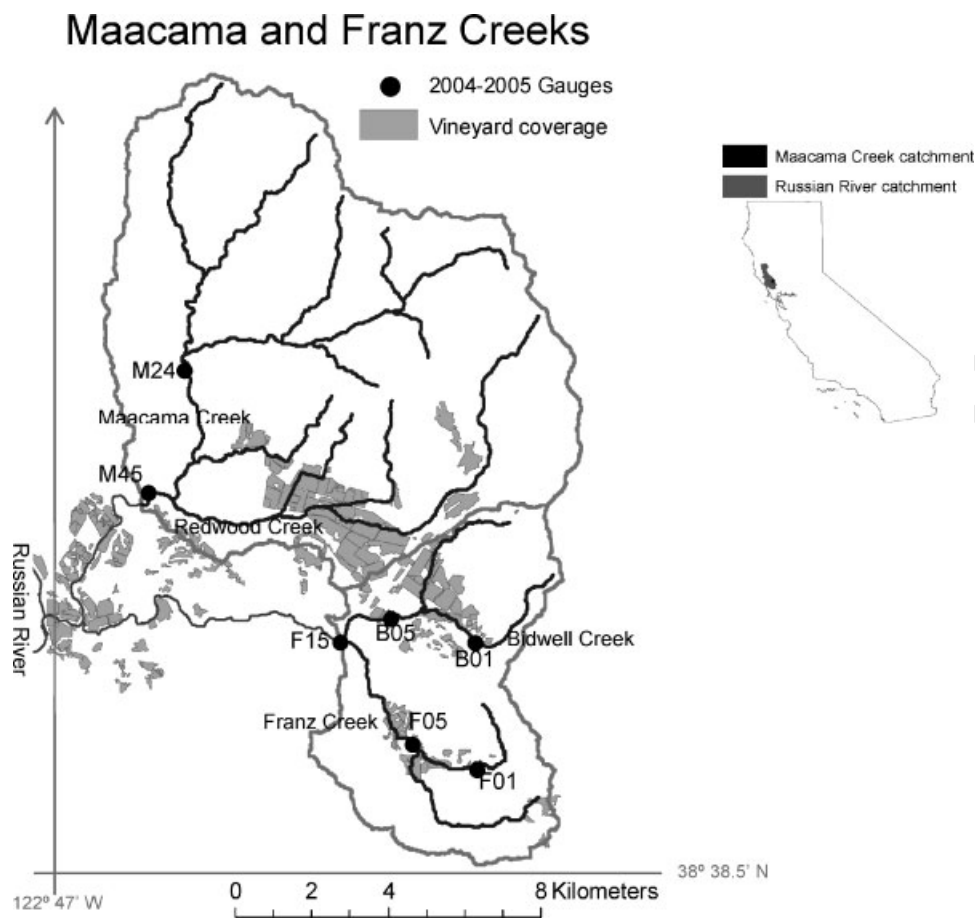 Maacama and Franz Creeks
2004-2005 Gauges
Vineyard coverage
Maacama Creek catchment
Russian River catchment
M24
Maacama Creek
M45
Redwood Creek
Russian River
F15
B05
B01
Bidwell Creek
Franz Creek
F05
F01
38º 38.5' N
122º 47' W
0 2 4 8 Kilometers